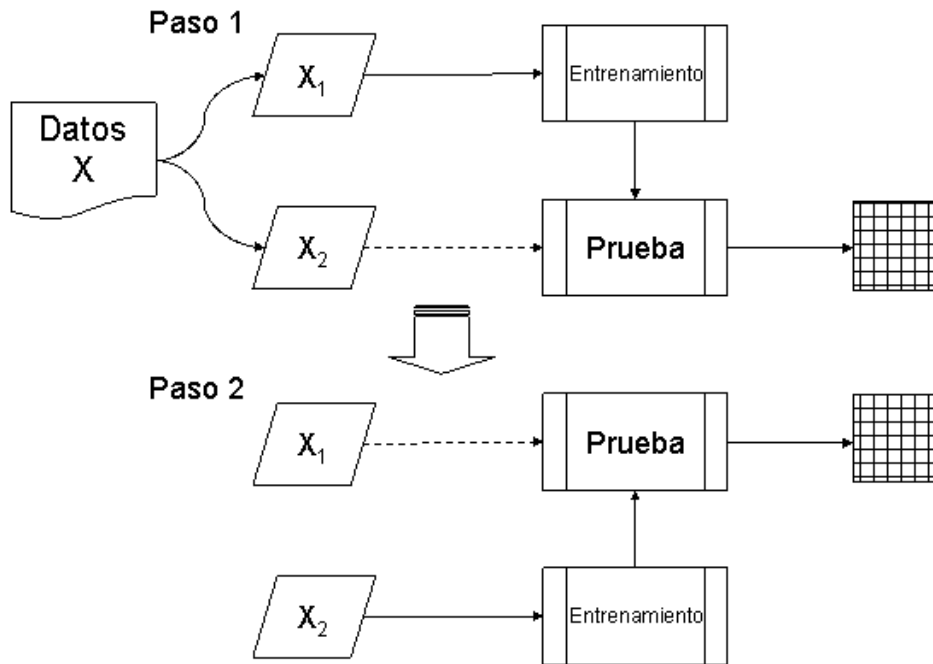 Paso 1
X₁
Entrenamiento
Datos
X
X₂
Prueba
Paso 2
X₁
Prueba
X₂
Entrenamiento